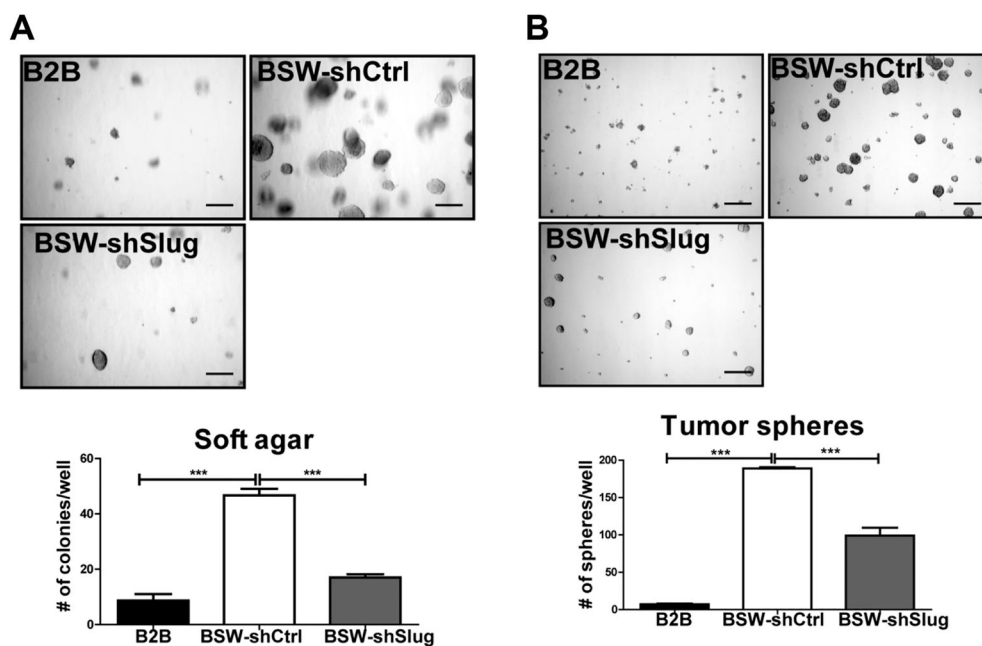 A
B2B
BSW-shCtrl
BSW-shSlug
Soft agar
# of colonies/well
60
40
20
0
***
***
B2B
BSW-shCtrl
BSW-shSlug
B
B2B
BSW-shCtrl
BSW-shSlug
Tumor spheres
# of spheres/well
200
150
100
50
0
***
***
B2B
BSW-shCtrl
BSW-shSlug